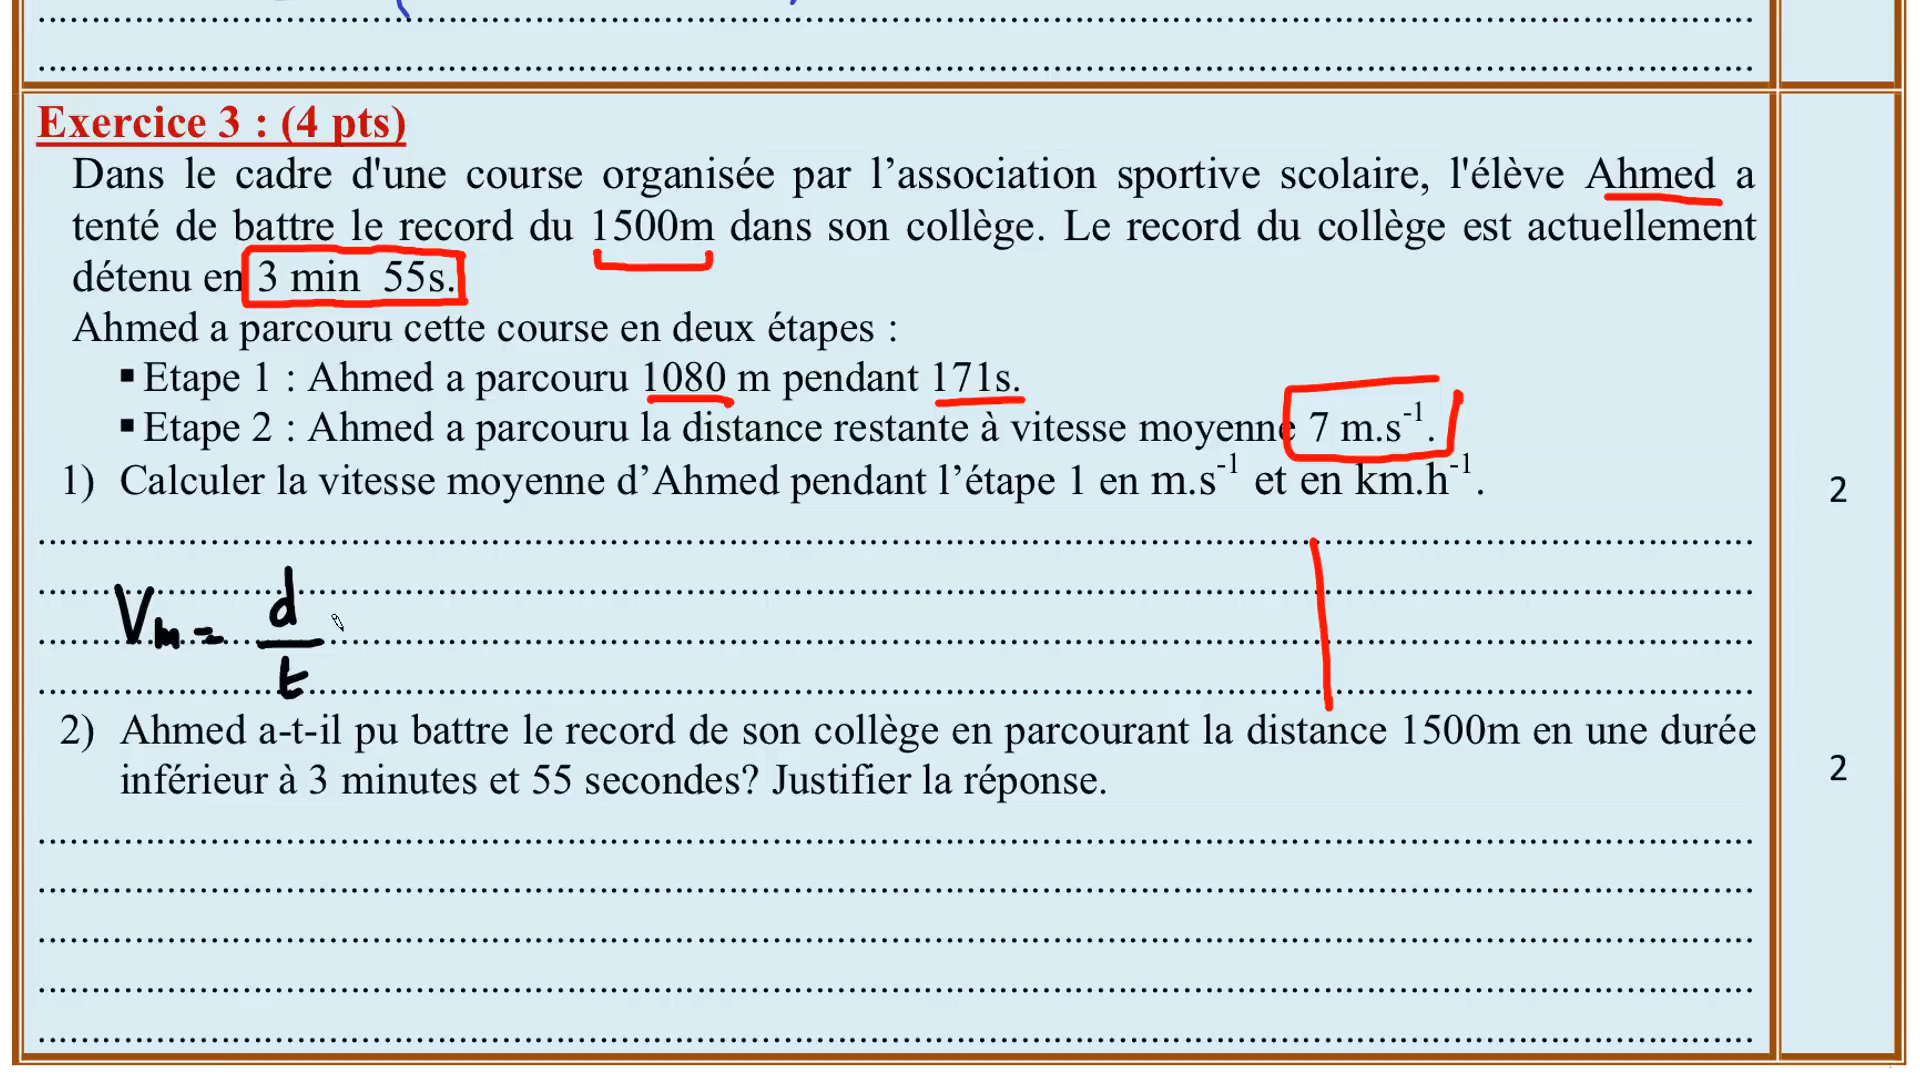 Exercice 3 : (4 pts)
Dans le cadre d'une course organisée par l’association sportive scolaire, l'élève Ahmed a
tenté de battre le record du 1500m dans son collège. Le record du collège est actuellement
détenu en 3 min 55s.
Ahmed a parcouru cette course en deux étapes :
▪ Etape 1 : Ahmed a parcouru 1080 m pendant 171s.
▪ Etape 2 : Ahmed a parcouru la distance restante à vitesse moyenne 7 m.s⁻¹.
1) Calculer la vitesse moyenne d’Ahmed pendant l’étape 1 en m.s⁻¹ et en km.h⁻¹.
2
Vm = d
t
2) Ahmed a-t-il pu battre le record de son collège en parcourant la distance 1500m en une durée
inférieur à 3 minutes et 55 secondes? Justifier la réponse.
2